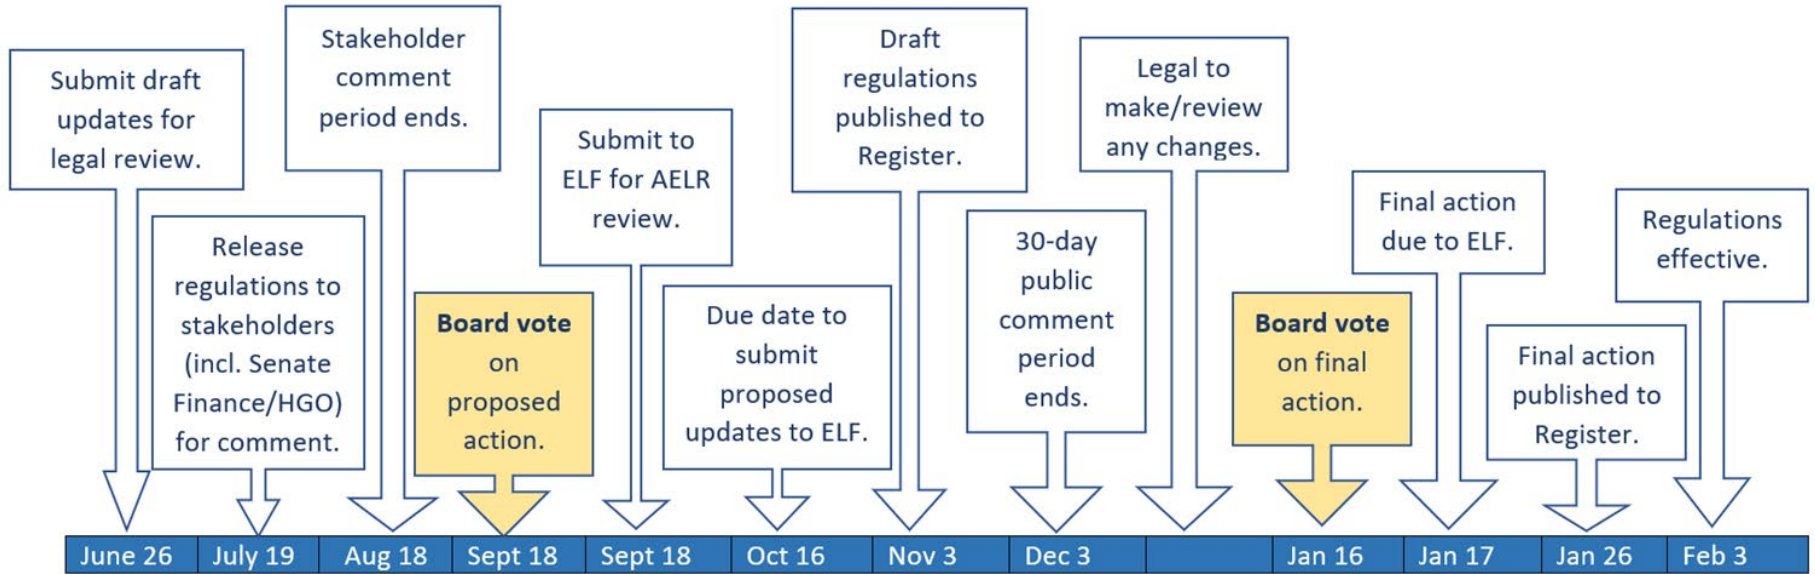 Submit draft
updates for
legal review.
Release
regulations to
stakeholders
(incl. Senate
Finance/HGO)
for comment.
Stakeholder
comment
period ends.
Board vote
on
proposed
action.
Submit to
ELF for AELR
review.
Due date to
submit
proposed
updates to ELF.
Draft
regulations
published to
Register.
30-day
public
comment
period
ends.
Legal to
make/review
any changes.
Board vote
on final
action.
Final action
due to ELF.
Final action
published to
Register.
Regulations
effective.
June 26
July 19
Aug 18
Sept 18
Sept 18
Oct 16
Nov 3
Dec 3
Jan 16
Jan 17
Jan 26
Feb 3